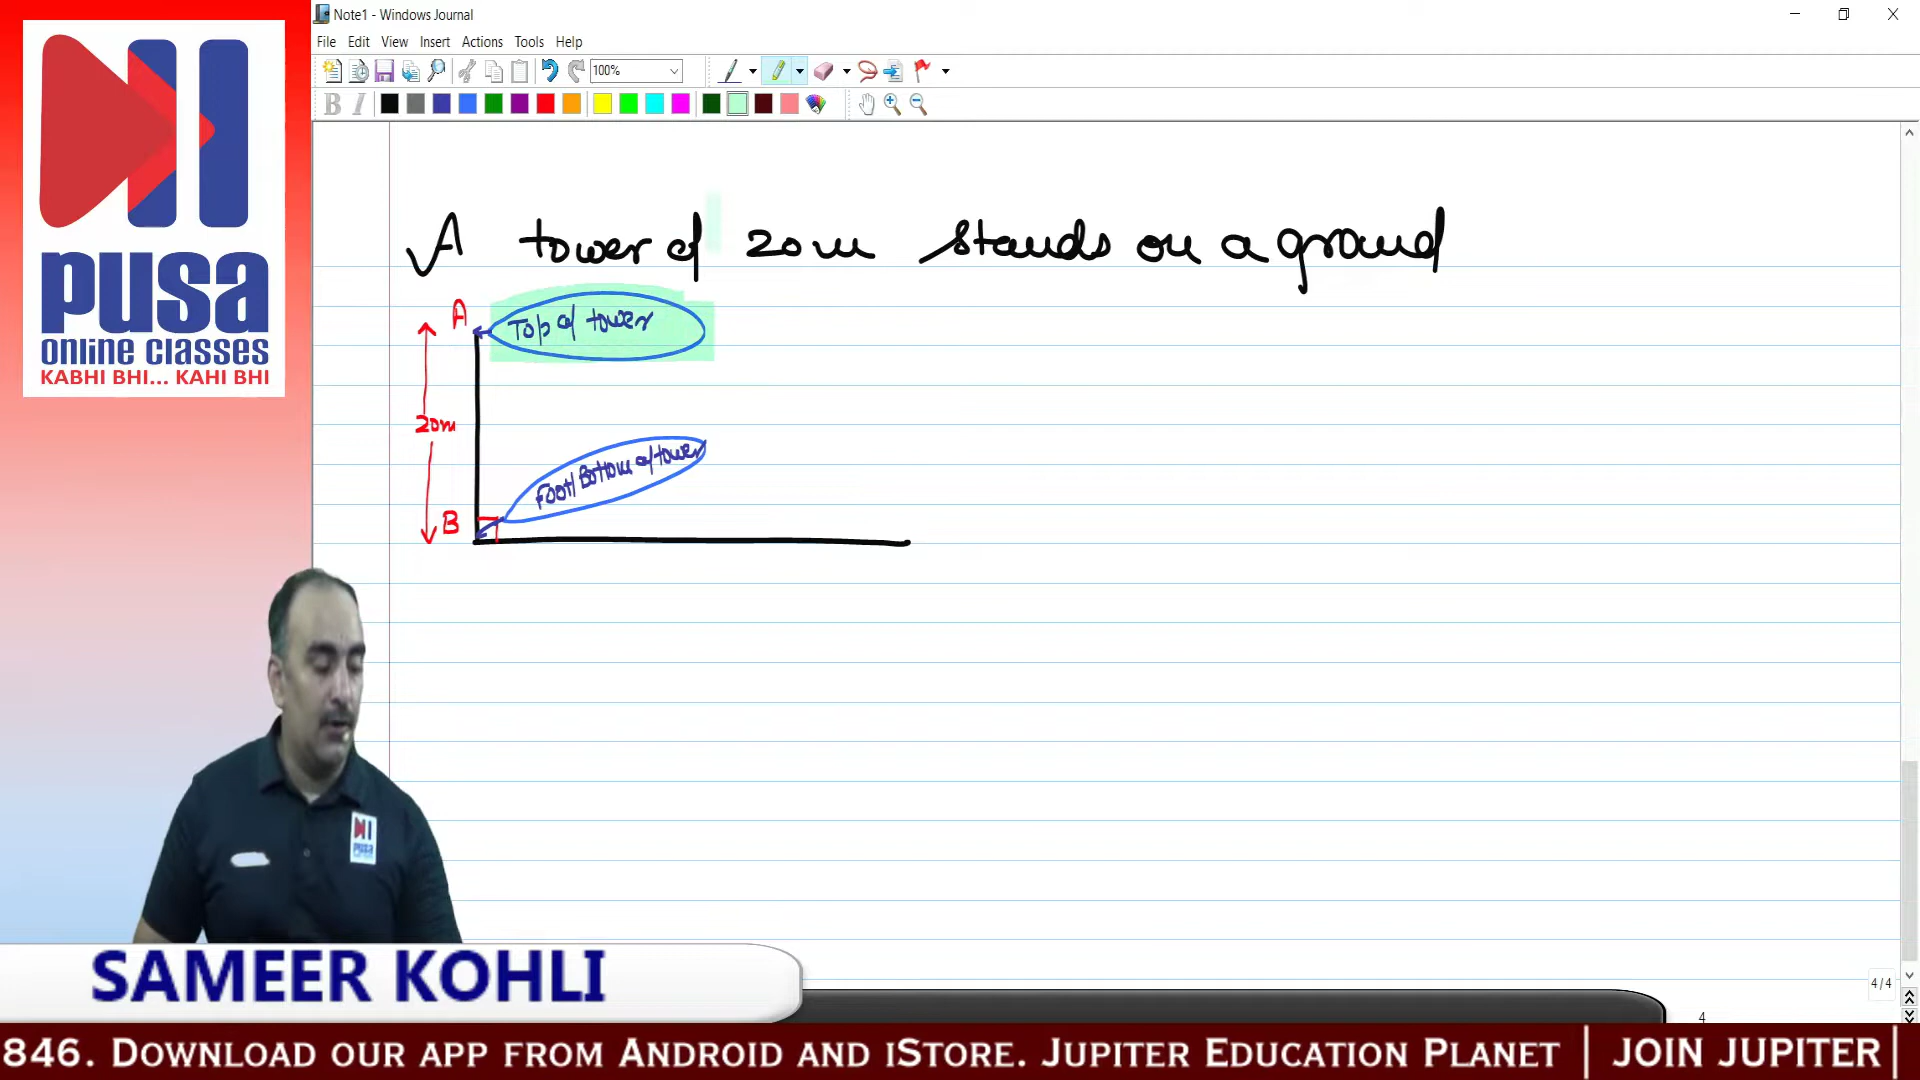 Note1 - Windows Journal
File Edit View Insert Actions Tools Help
100%
B I
PUSA
ONLINE CLASSES
KABHI BHI... KAHI BHI
A tower of 20m stands on a ground
A
Top of tower
20m
Foot/Bottom of tower
B
PUSA
4/4
4
SAMEER KOHLI
846. DOWNLOAD OUR APP FROM ANDROID AND ISTORE. JUPITER EDUCATION PLANET | JOIN JUPITER |